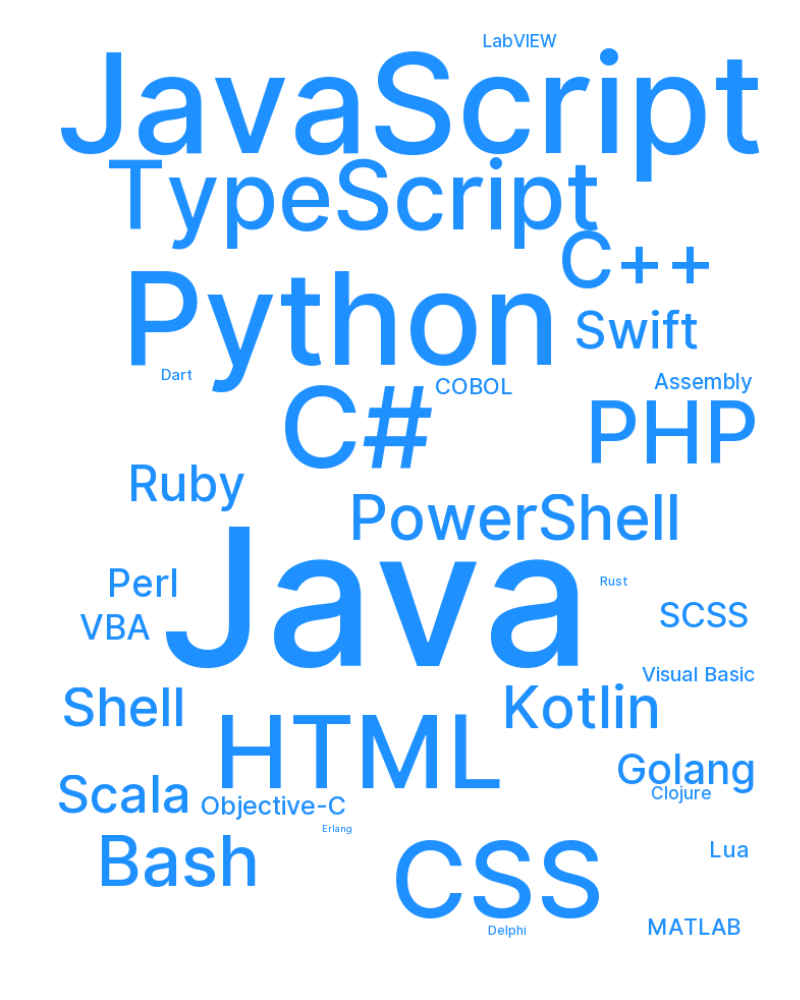 LabVIEW
JavaScript
TypeScript
C++
Python
Swift
Dart
COBOL
Assembly
C#
PHP
Ruby
PowerShell
Java
Perl
Rust
VBA
SCSS
Visual Basic
Shell
Kotlin
HTML
Golang
Scala
Clojure
Objective-C
Erlang
Bash
Lua
CSS
MATLAB
Delphi